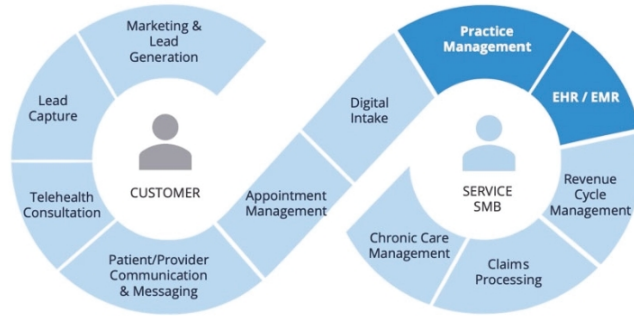 Marketing &
Lead
Generation
Lead
Capture
Telehealth
Consultation
Patient/Provider
Communication
& Messaging
CUSTOMER
Appointment
Management
Digital
Intake
Practice
Management
EHR / EMR
Revenue
Cycle
Management
Claims
Processing
Chronic Care
Management
SERVICE
SMB